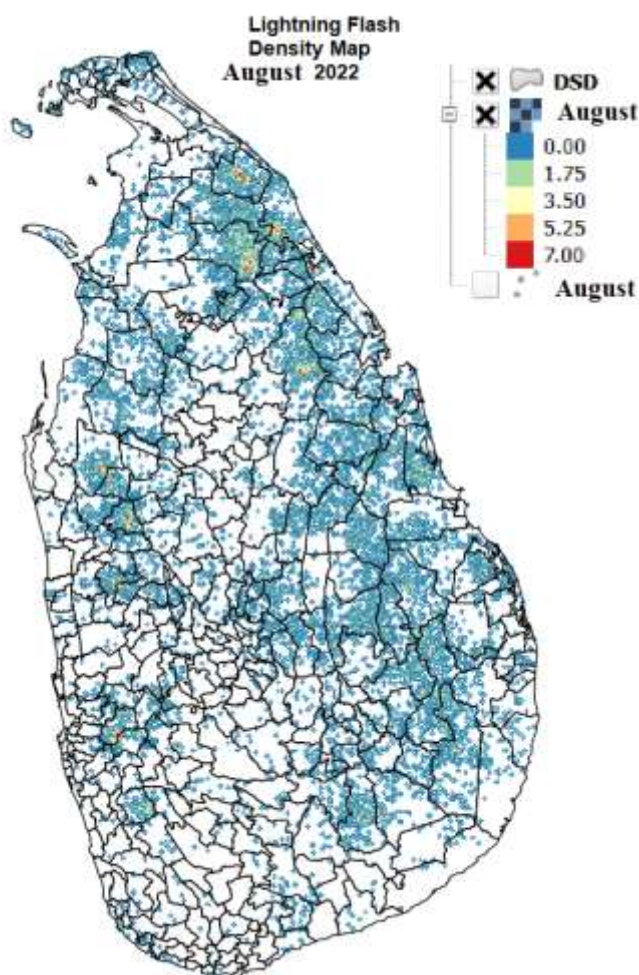 Lightning Flash
Density Map
August 2022
DSD
August
0.00
1.75
3.50
5.25
7.00
August